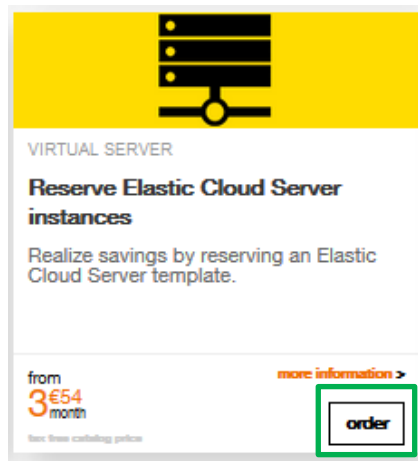 VIRTUAL SERVER
Reserve Elastic Cloud Server
instances
Realize savings by reserving an Elastic
Cloud Server template.
from
3€54
month
more information >
order
tax free catalog price